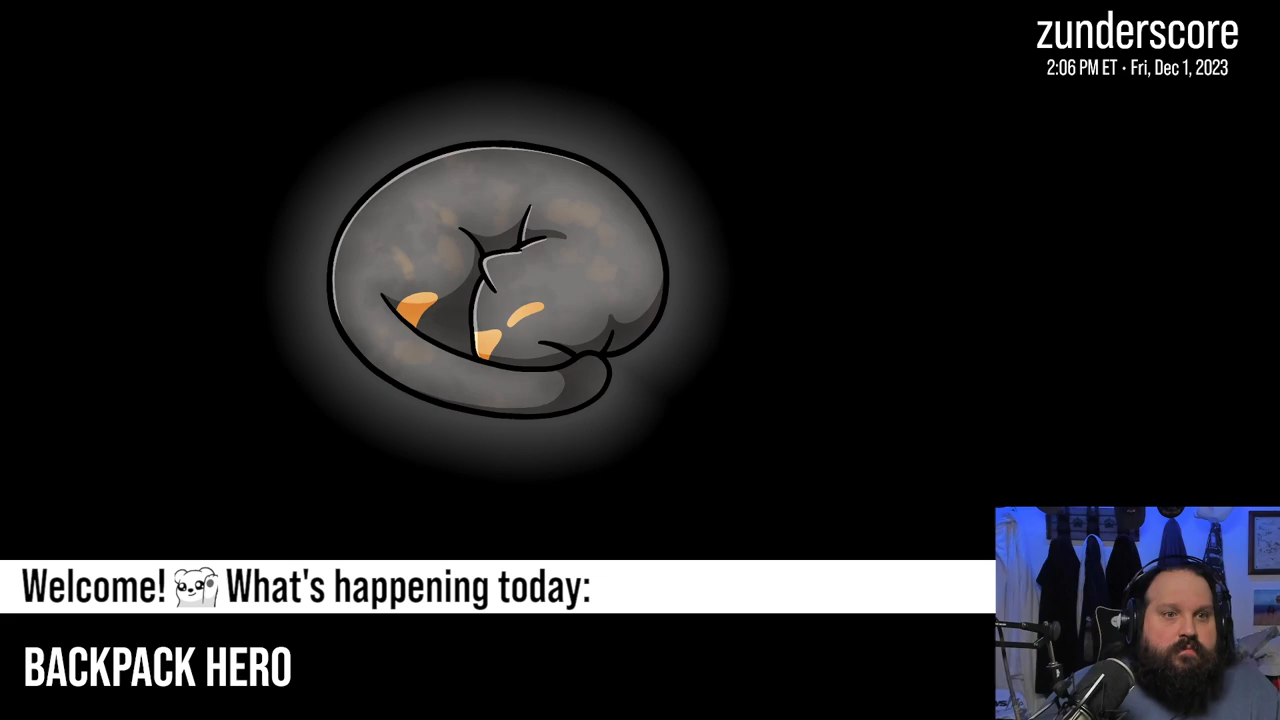 zunderscore
2:06 PM ET • Fri, Dec 1, 2023
Welcome! What's happening today:
BACKPACK HERO